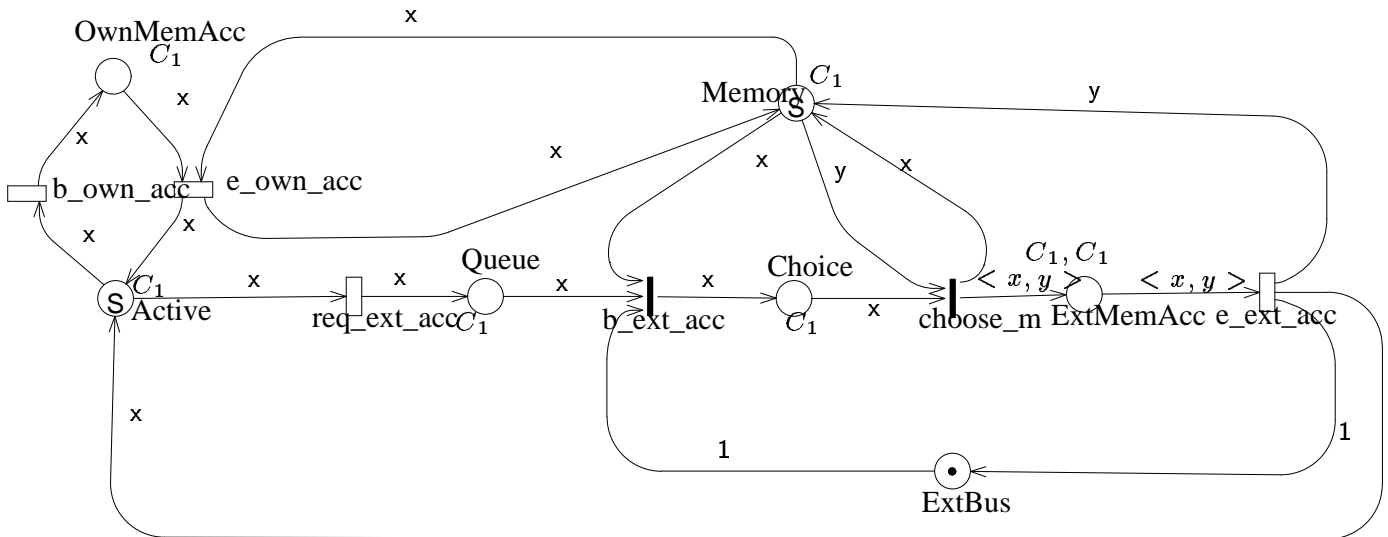 x
OwnMemAcc
C₁
C₁
Memory
S
y
x
x
x
x
x
y
x
b_own_acc
e_own_acc
x
x
Queue
Choice
C₁, C₁
C₁
x
x
x
x
< x, y >
< x, y >
S
Active
req_ext_acc
C₁
b_ext_acc
C₁
x
choose_m
ExtMemAcc
e_ext_acc
x
1
1
ExtBus